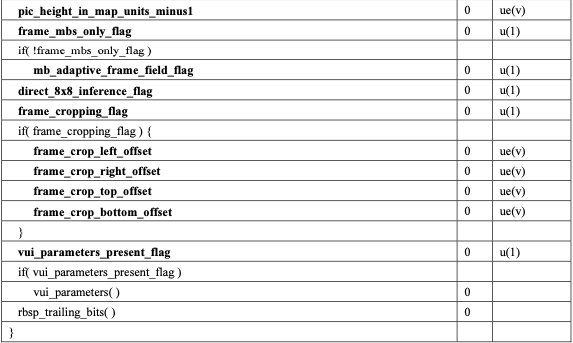 pic_height_in_map_units_minus1 0 ue(v)
frame_mbs_only_flag 0 u(1)
if( !frame_mbs_only_flag )
mb_adaptive_frame_field_flag 0 u(1)
direct_8x8_inference_flag 0 u(1)
frame_cropping_flag 0 u(1)
if( frame_cropping_flag ) {
frame_crop_left_offset 0 ue(v)
frame_crop_right_offset 0 ue(v)
frame_crop_top_offset 0 ue(v)
frame_crop_bottom_offset 0 ue(v)
}
vui_parameters_present_flag 0 u(1)
if( vui_parameters_present_flag )
vui_parameters( ) 0
rbsp_trailing_bits( ) 0
}